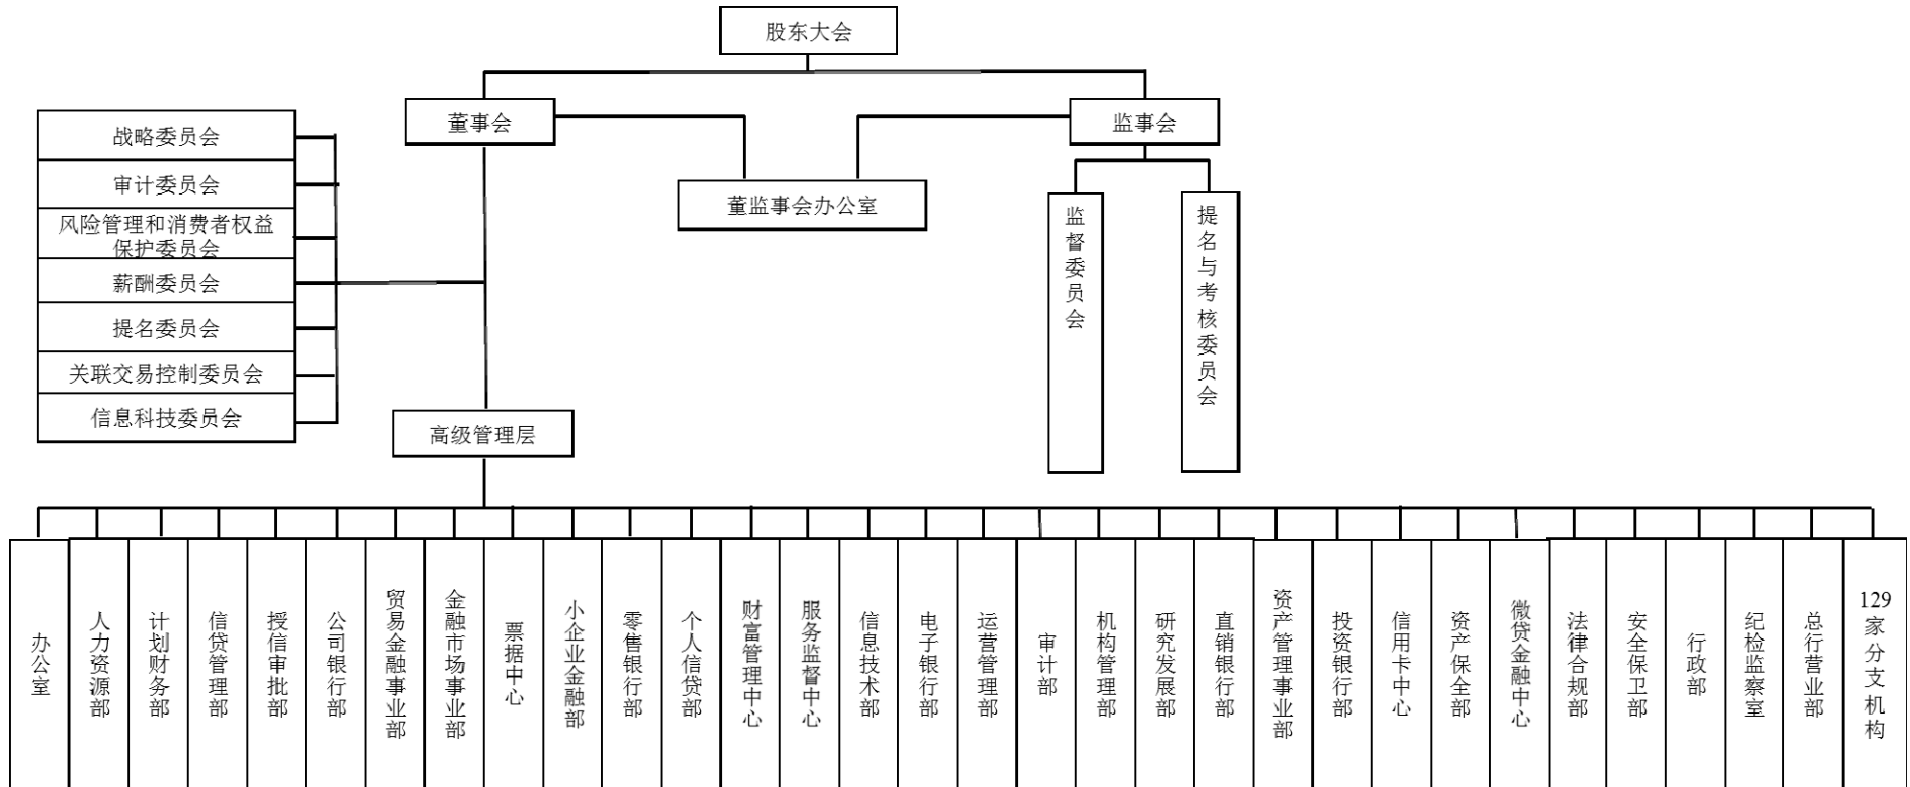 股东大会
董事会
监事会
战略委员会
审计委员会
风险管理和消费者权益
保护委员会
薪酬委员会
提名委员会
关联交易控制委员会
信息科技委员会
董监事会办公室
监督委员会
提名与考核委员会
高级管理层
办公室
人力资源部
计划财务部
信贷管理部
授信审批部
公司银行部
贸易金融事业部
金融市场事业部
票据中心
小企业金融部
零售银行部
个人信贷部
财富管理中心
服务监督中心
信息技术部
电子银行部
运营管理部
审计部
机构管理部
研究发展部
直销银行部
资产管理事业部
投资银行部
信用卡中心
资产保全部
微贷金融中心
法律合规部
安全保卫部
行政部
纪检监察室
总行营业部
129家分支机构